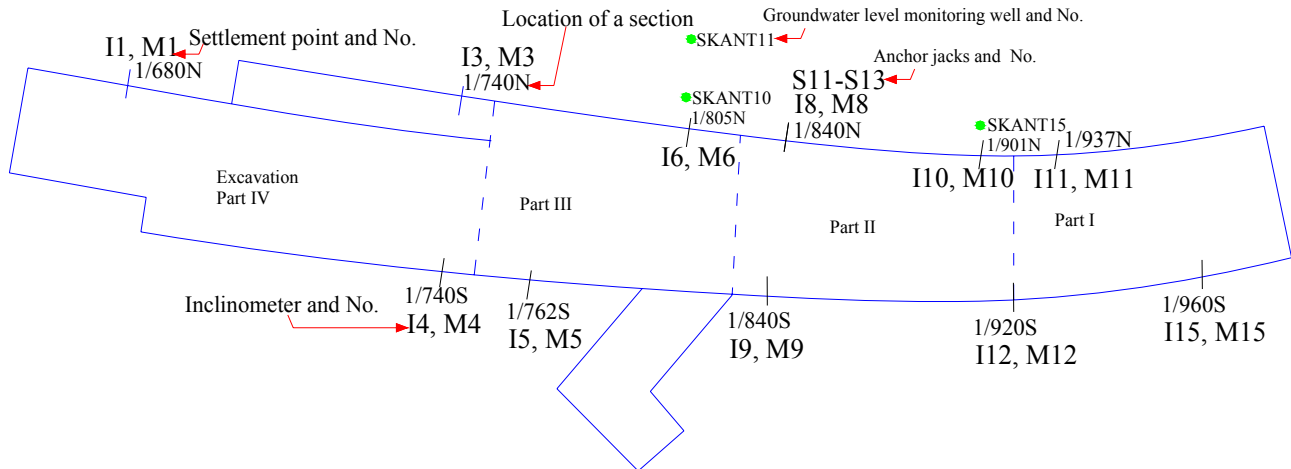 Groundwater level monitoring well and No.
Location of a section
SKANT11
I1, M1
Settlement point and No.
1/680N
I3, M3
1/740N
Anchor jacks and No.
S11-S13
I8, M8
1/840N
SKANT10
1/805N
I6, M6
SKANT15
1/901N
1/937N
I10, M10
I11, M11
Excavation
Part IV
Part III
Part II
Part I
Inclinometer and No.
1/740S
I4, M4
1/762S
I5, M5
1/840S
I9, M9
1/920S
I12, M12
1/960S
I15, M15